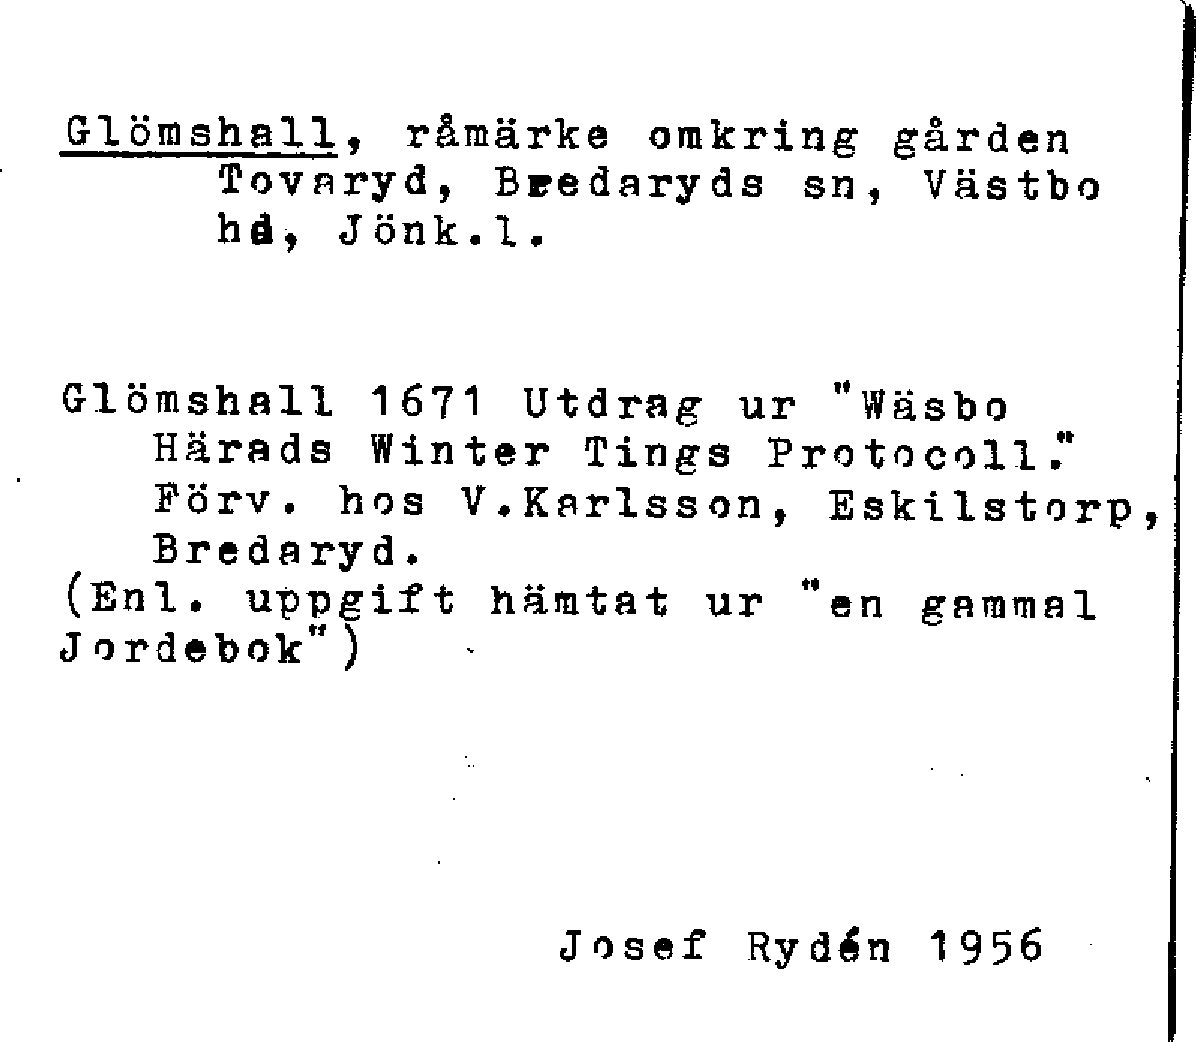 Glömshall, råmärke omkring gården
Tovaryd, Bredaryds sn, Västbo
hd, Jönk.l.
Glömshall 1671 Utdrag ur "Wäsbo
Härads Winter Tings Protocoll."
Förv. hos V.Karlsson, Eskilstorp,
Bredaryd.
(Enl. uppgift hämtat ur "en gammal
Jordebok")
Josef Rydén 1956